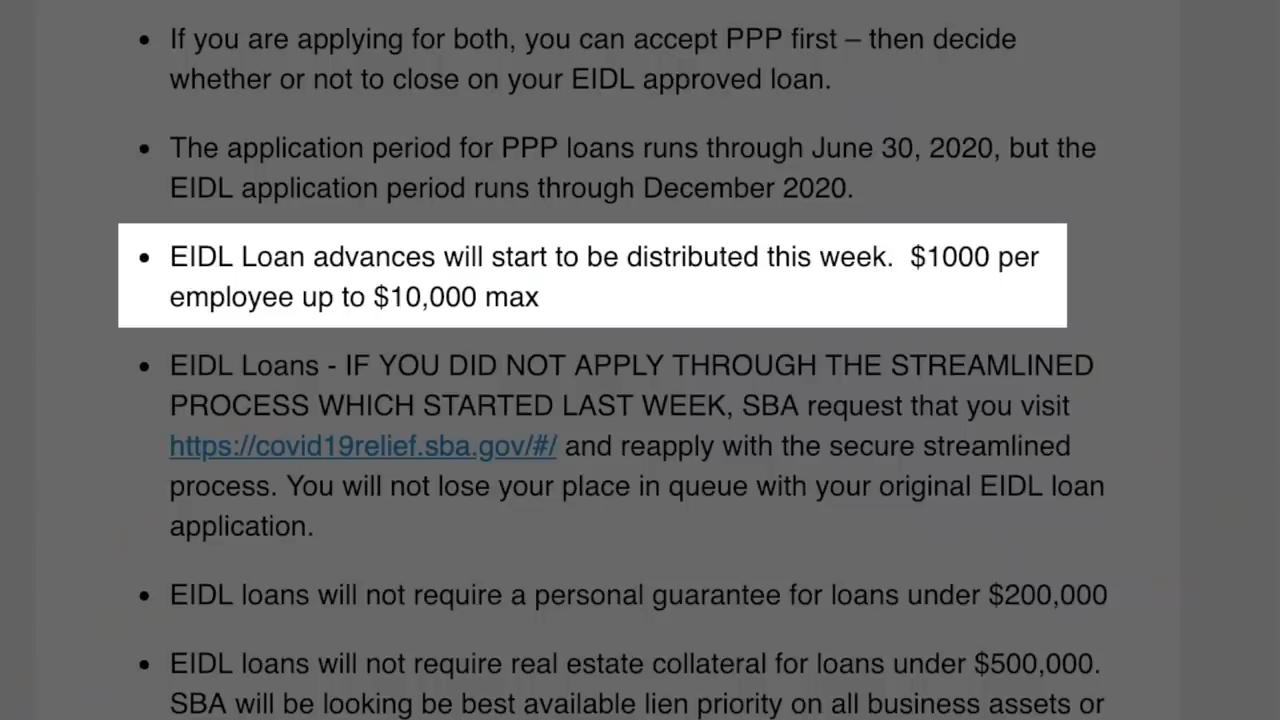 • If you are applying for both, you can accept PPP first – then decide
whether or not to close on your EIDL approved loan.
• The application period for PPP loans runs through June 30, 2020, but the
EIDL application period runs through December 2020.
• EIDL Loan advances will start to be distributed this week.  $1000 per
employee up to $10,000 max
• EIDL Loans - IF YOU DID NOT APPLY THROUGH THE STREAMLINED
PROCESS WHICH STARTED LAST WEEK, SBA request that you visit
https://covid19relief.sba.gov/#/ and reapply with the secure streamlined
process. You will not lose your place in queue with your original EIDL loan
application.
• EIDL loans will not require a personal guarantee for loans under $200,000
• EIDL loans will not require real estate collateral for loans under $500,000.
SBA will be looking be best available lien priority on all business assets or